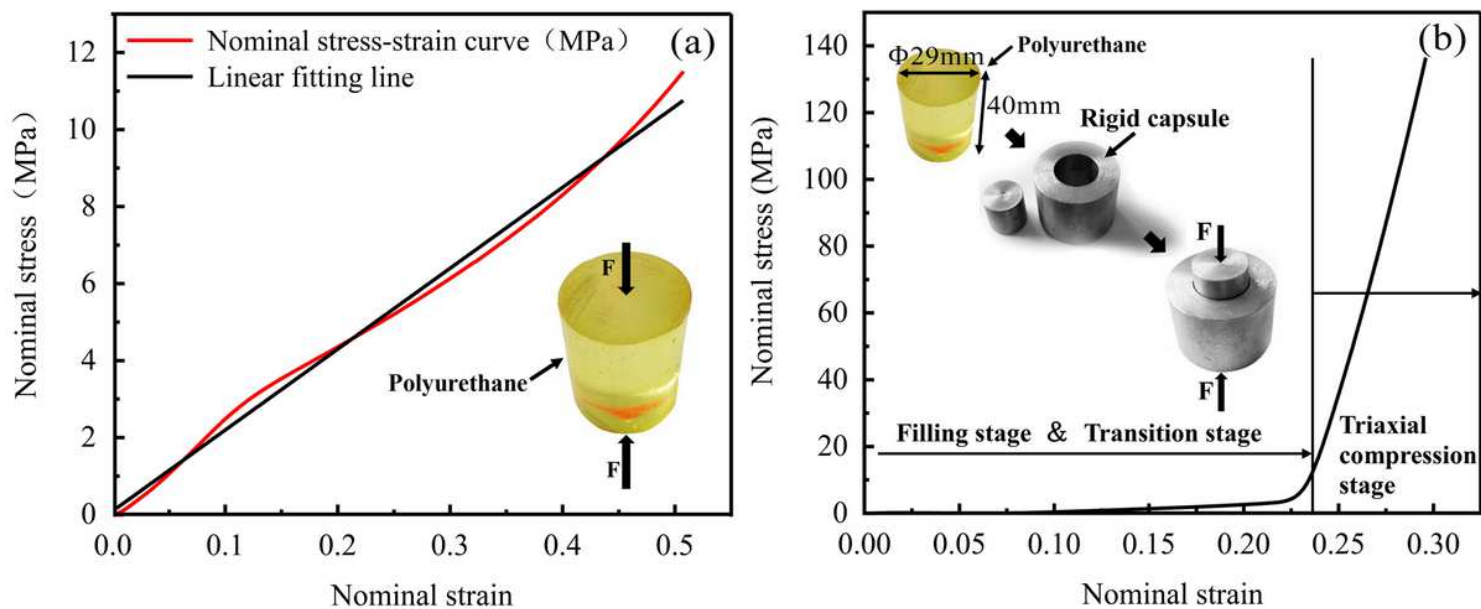 (a)
Nominal stress-strain curve（MPa）
Linear fitting line
12
10
8
6
4
2
0
Nominal stress（MPa）
F
Polyurethane
F
0.0 0.1 0.2 0.3 0.4 0.5
Nominal strain
(b)
140
120
100
80
60
40
20
0
Nominal stress (MPa)
Polyurethane
Φ29mm
40mm
Rigid capsule
F
F
Filling stage & Transition stage
Triaxial
compression
stage
0.00 0.05 0.10 0.15 0.20 0.25 0.30
Nominal strain